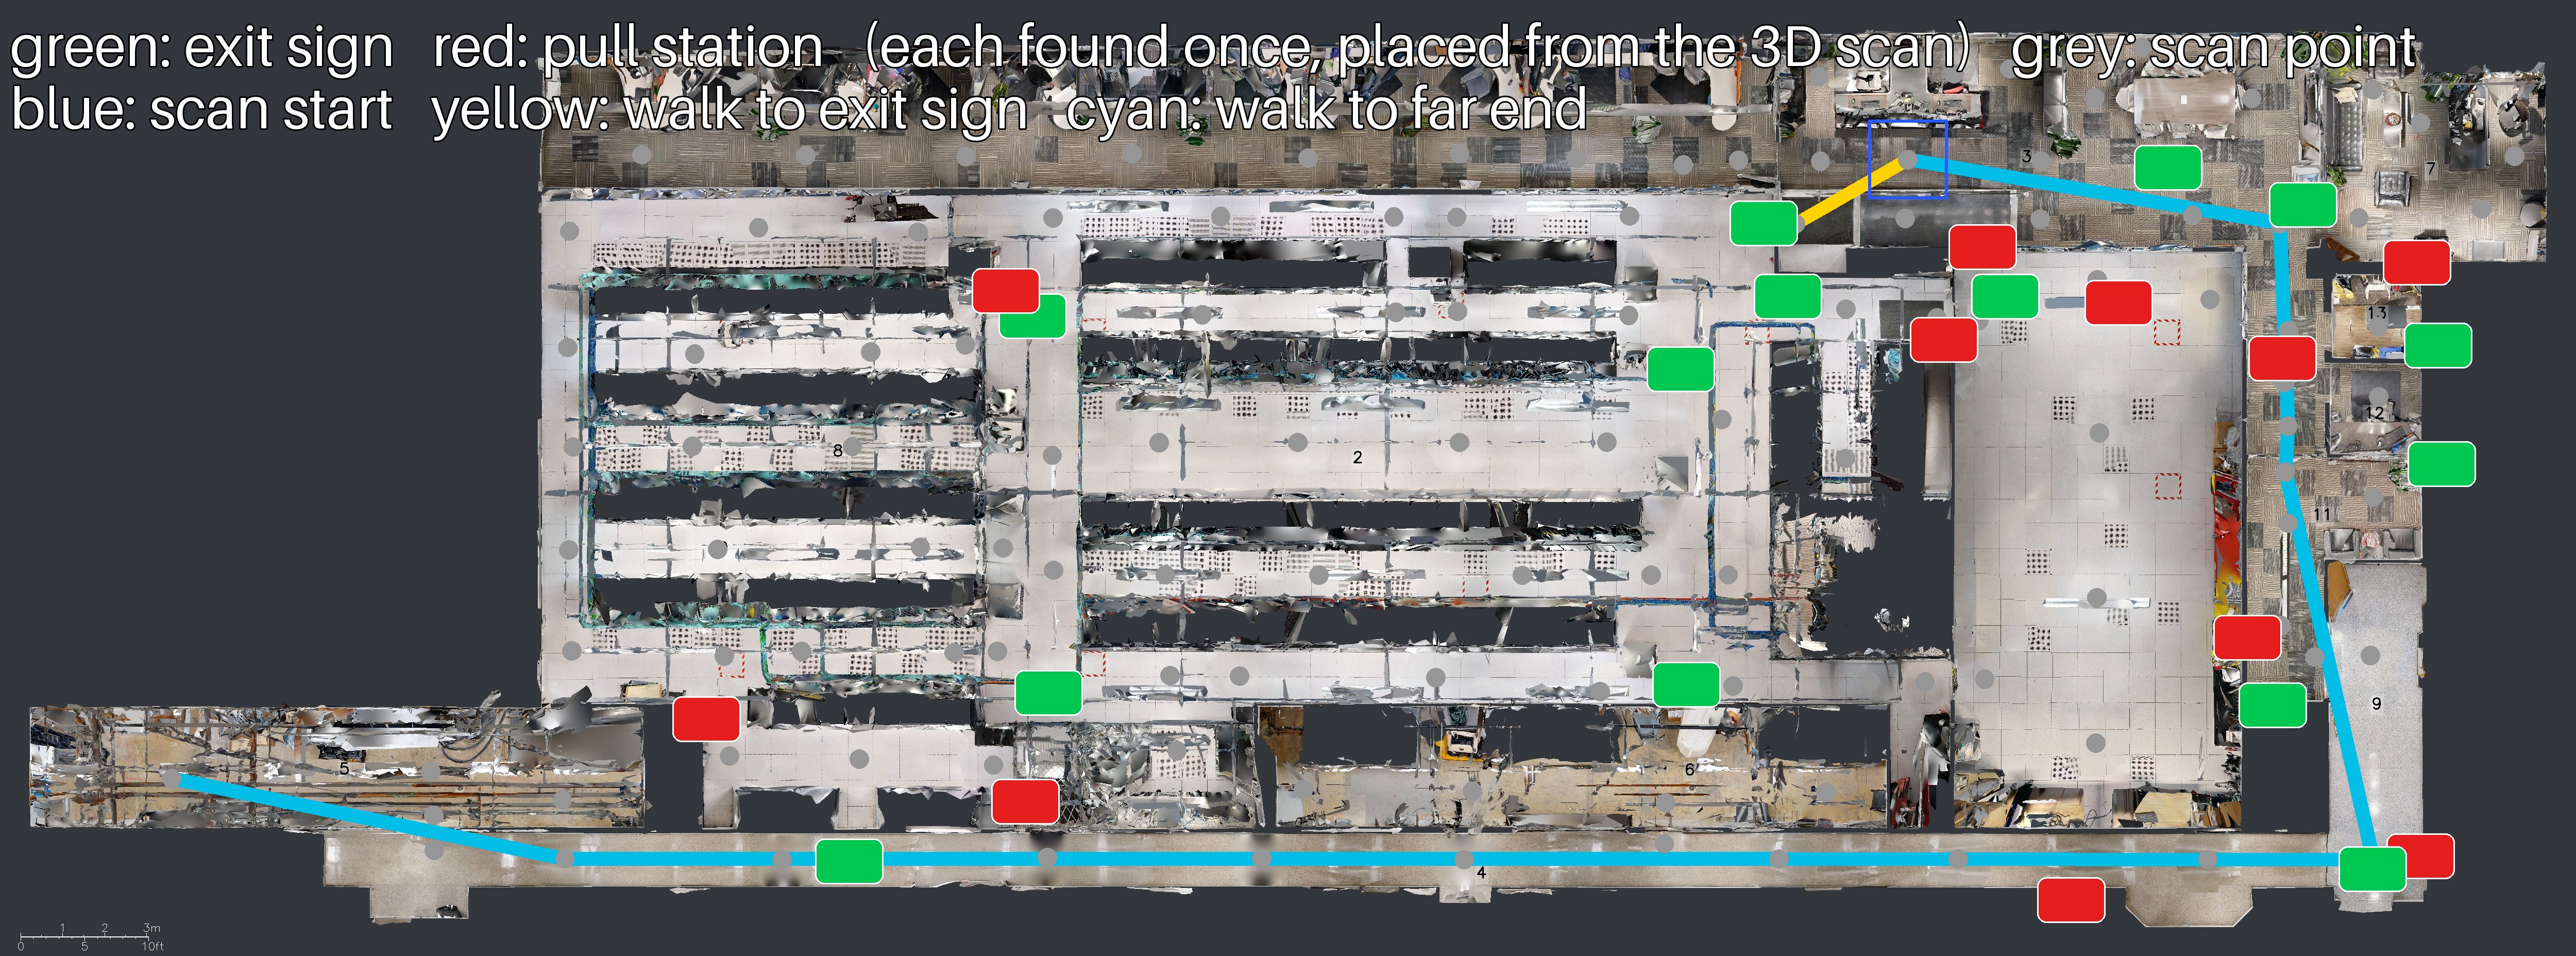 green: exit sign   red: pull station   (each found once, placed from the 3D scan)   grey: scan point
blue: scan start   yellow: walk to exit sign   cyan: walk to far end
3
7
13
12
8
2
11
9
5
6
4
1 2 3m
0 5 10ft